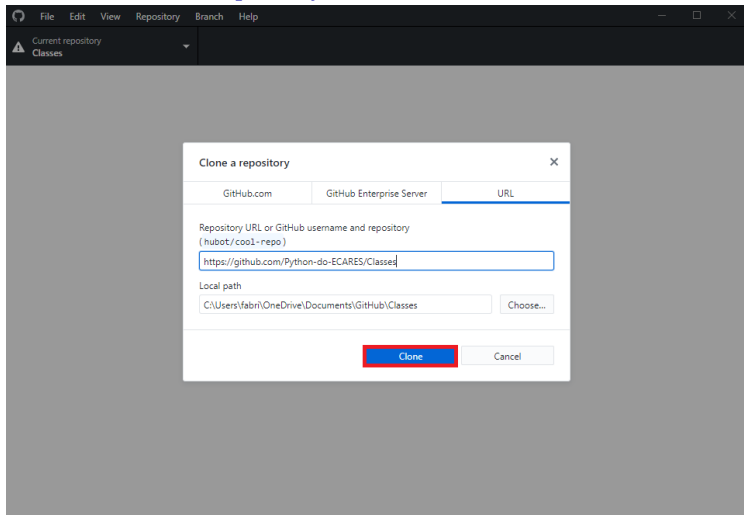 File Edit View Repository Branch Help
Current repository
Classes
Clone a repository
GitHub.com GitHub Enterprise Server URL
Repository URL or GitHub username and repository
(hubot/cool-repo)
https://github.com/Python-do-ECARES/Classes
Local path
C:\Users\fabri\OneDrive\Documents\GitHub\Classes Choose...
Clone Cancel